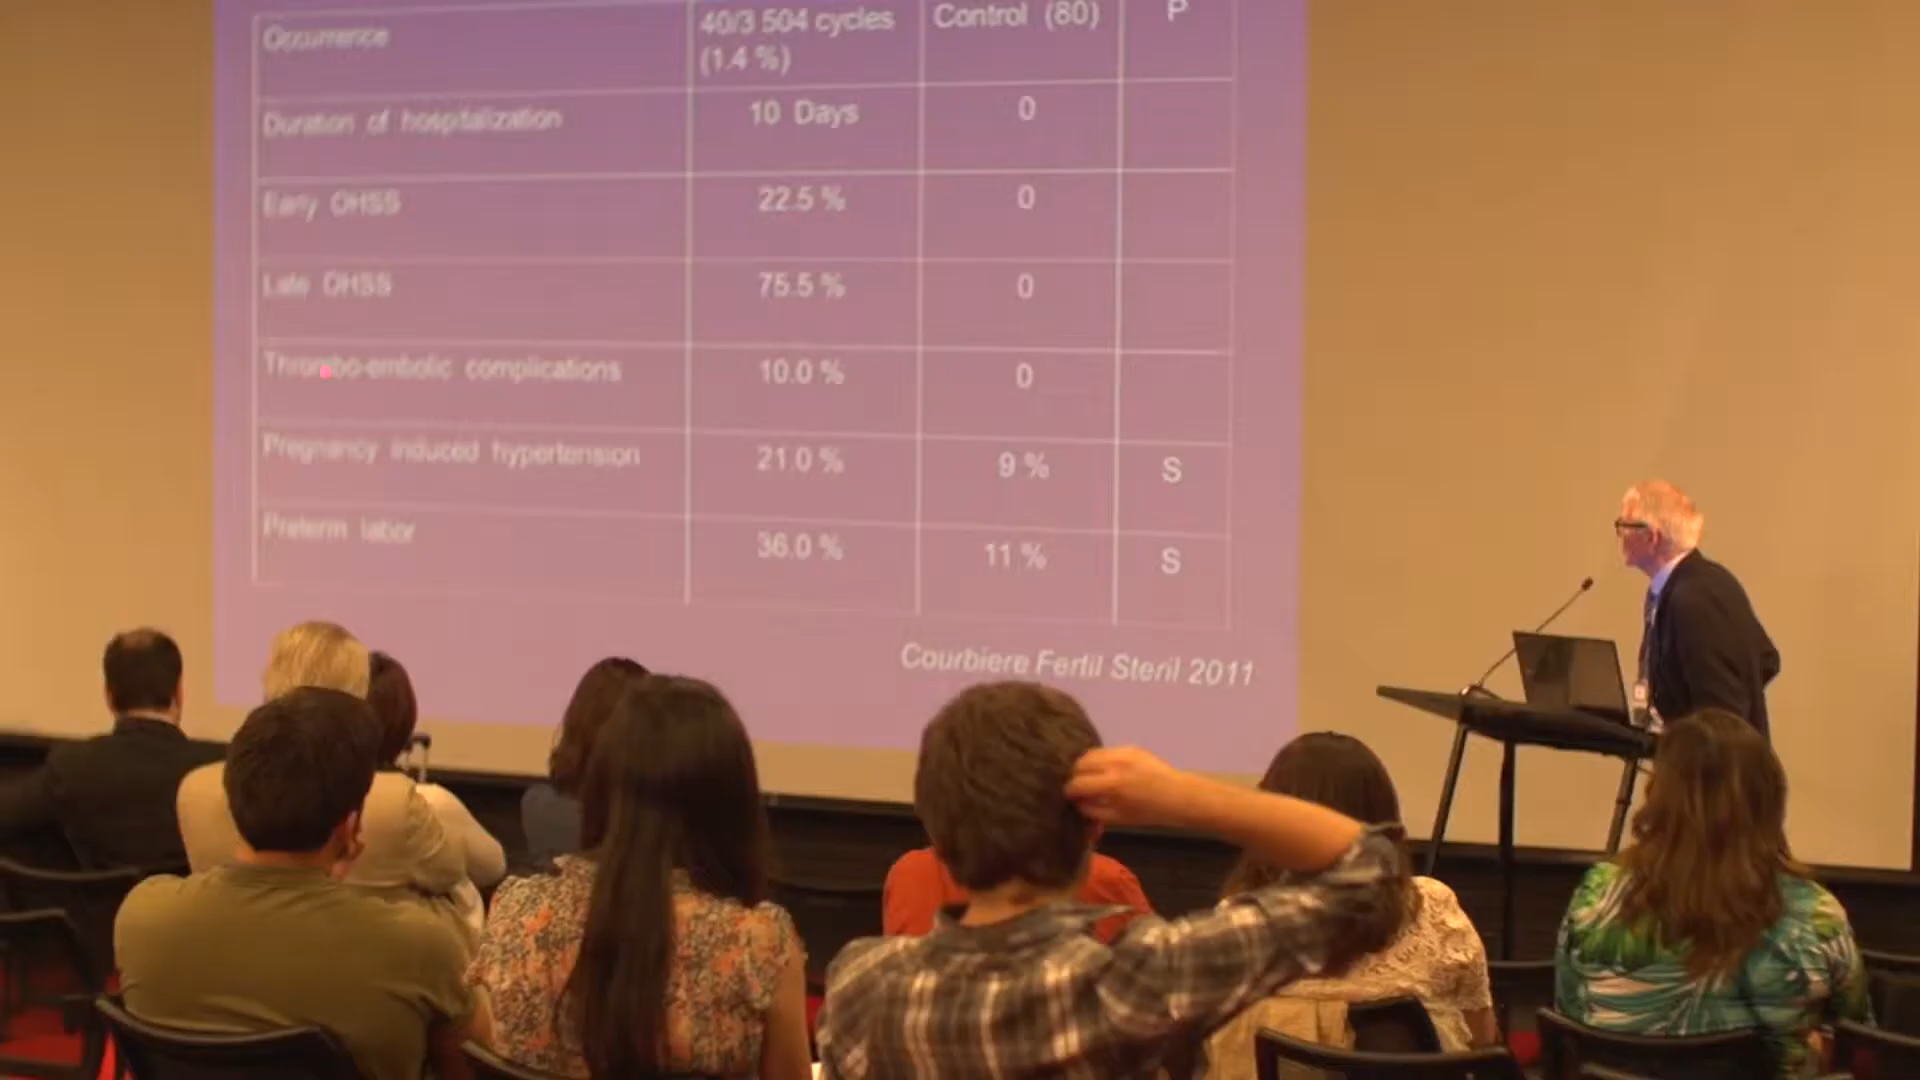 Occurrence 40/3 504 cycles Control (80) P
(1.4 %)
Duration of hospitalization 10 Days 0
Early OHSS 22.5 % 0
Late OHSS 75.5 % 0
Thrombo-embolic complications 10.0 % 0
Pregnancy induced hypertension 21.0 % 9 % S
Preterm labor 36.0 % 11 % S
Courbiere Fertil Steril 2011